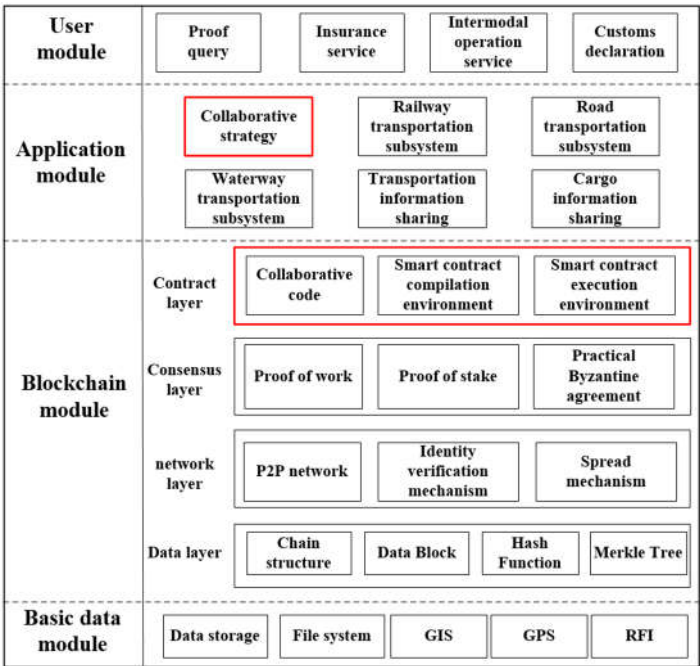 User
module
Proof
query
Insurance
service
Intermodal
operation
service
Customs
declaration
Application
module
Collaborative
strategy
Railway
transportation
subsystem
Road
transportation
subsystem
Waterway
transportation
subsystem
Transportation
information
sharing
Cargo
information
sharing
Blockchain
module
Contract
layer
Collaborative
code
Smart contract
compilation
environment
Smart contract
execution
environment
Consensus
layer
Proof of work
Proof of stake
Practical
Byzantine
agreement
network
layer
P2P network
Identity
verification
mechanism
Spread
mechanism
Data layer
Chain
structure
Data Block
Hash
Function
Merkle Tree
Basic data
module
Data storage
File system
GIS
GPS
RFI